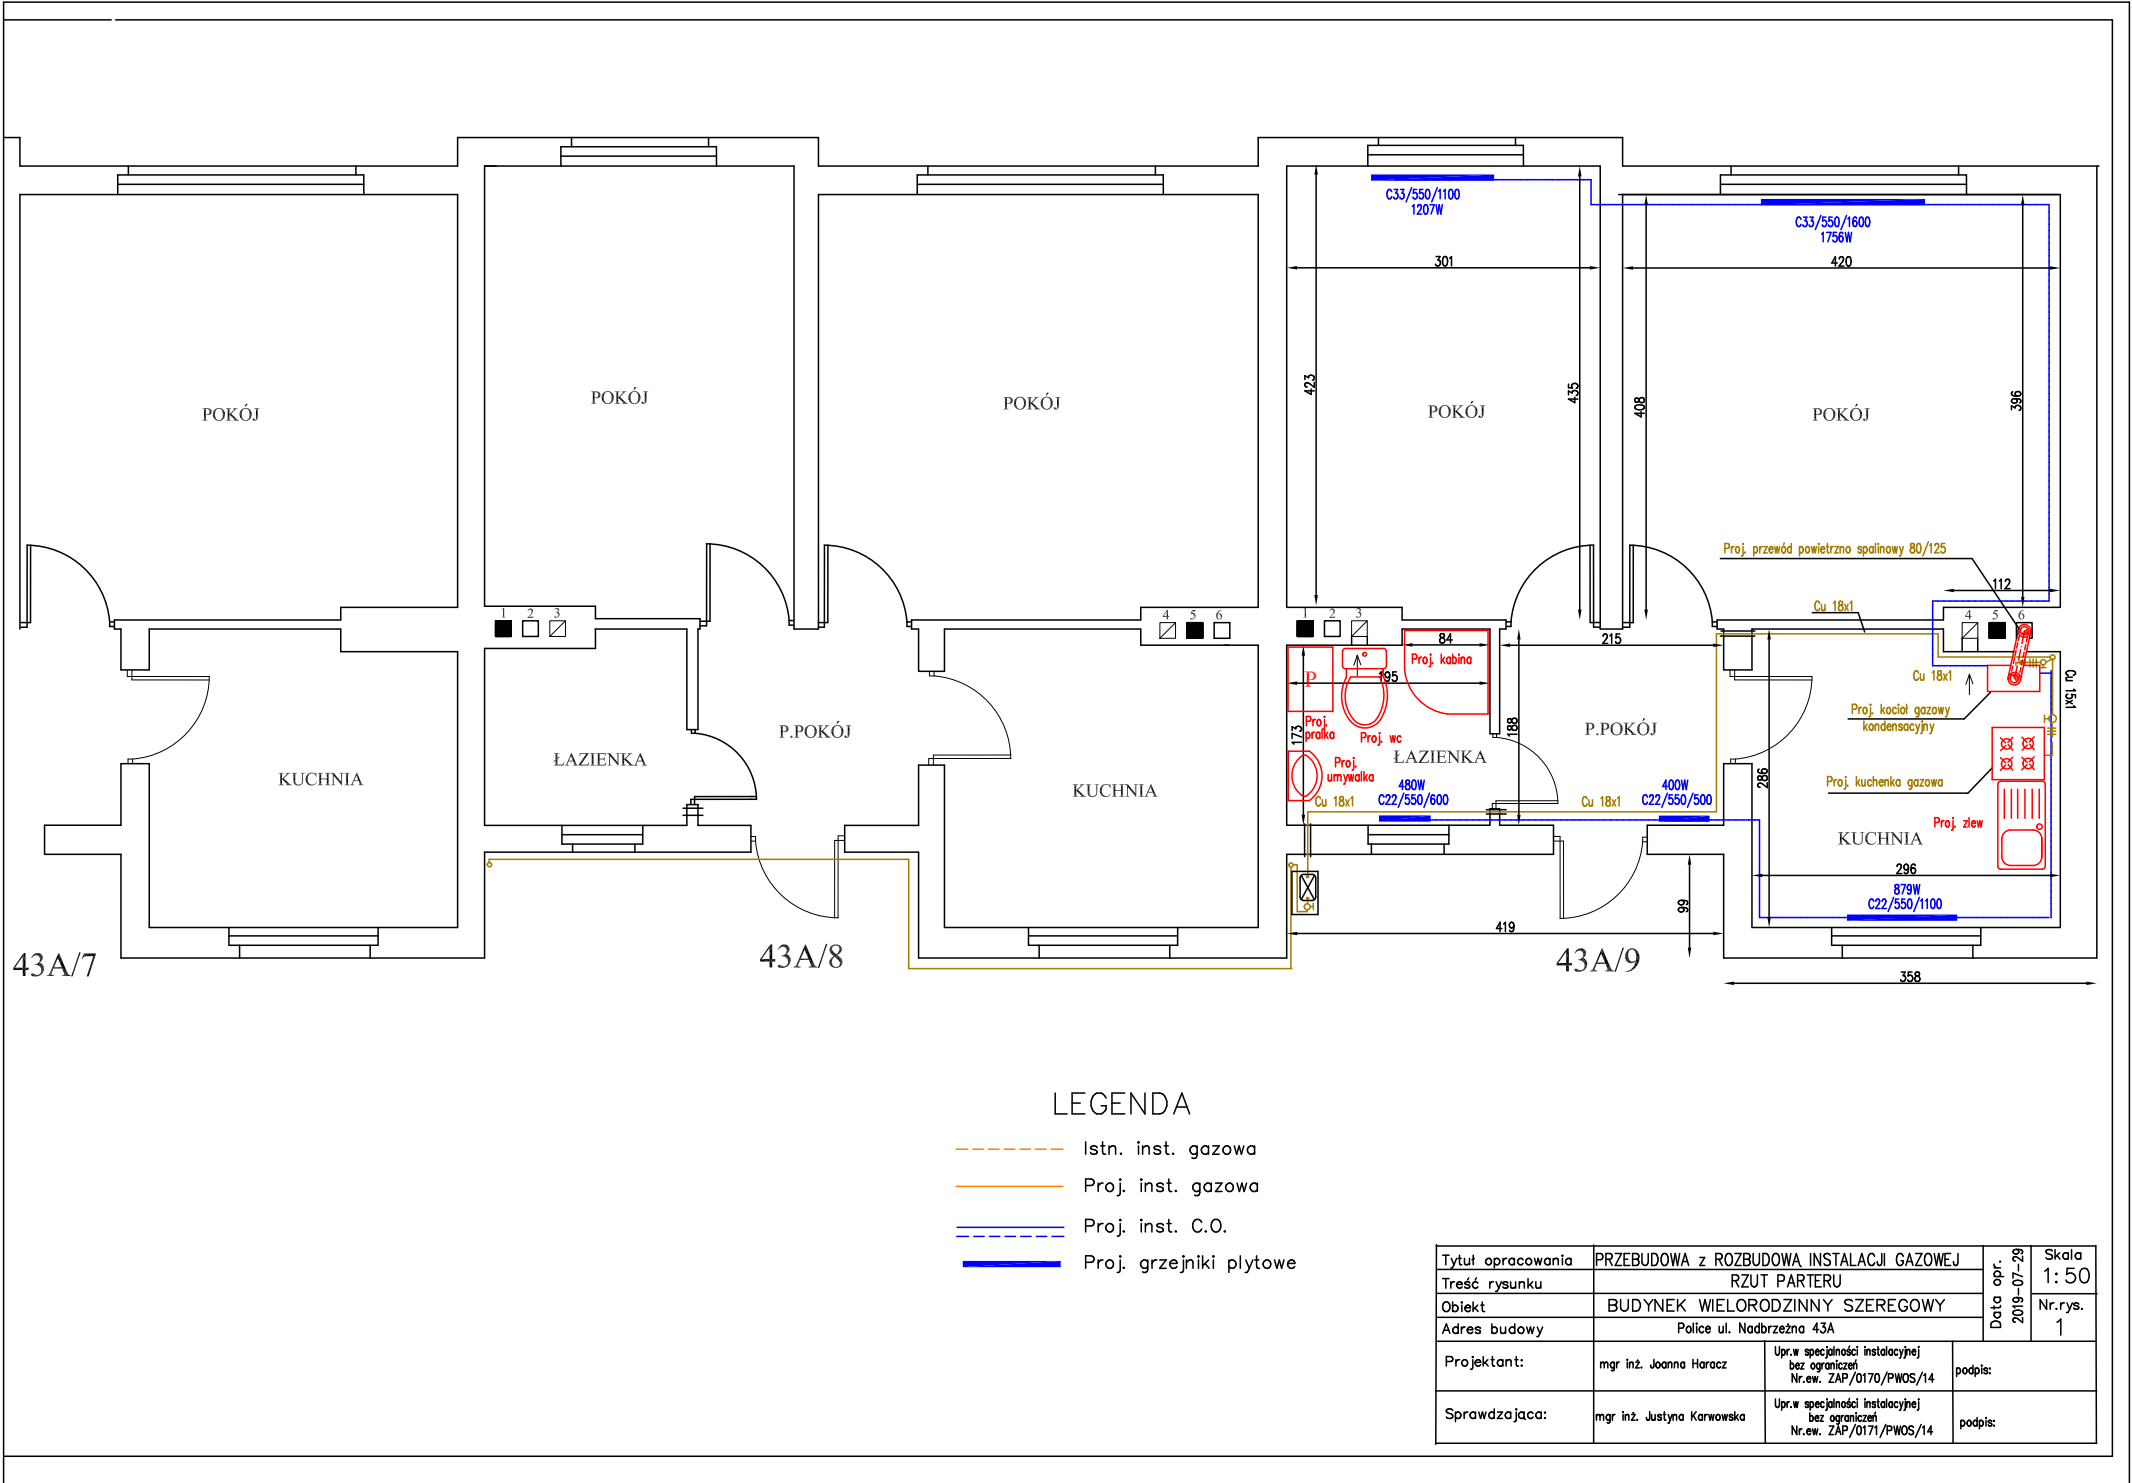 C33/550/1100
1207W
C33/550/1600
1756W
301
420
423
435
408
396
POKÓJ
POKÓJ
POKÓJ
POKÓJ
POKÓJ
Proj. przewód powietrzno spalinowy 80/125
112
Cu 18x1
1 2 3
4 5 6
1 2 3
4 5 6
84
215
Proj. kabina
P
195
Cu 18x1
Cu 15x1
Proj. kocioł gazowy
kondensacyjny
Proj.
pralka
Proj. wc
173
188
286
P.POKÓJ
P.POKÓJ
ŁAZIENKA
ŁAZIENKA
KUCHNIA
KUCHNIA
Proj.
umywalka
Proj. kuchenka gazowa
480W
C22/550/600
400W
C22/550/500
Cu 18x1
Cu 18x1
Proj. zlew
KUCHNIA
296
879W
C22/550/1100
99
419
358
43A/7
43A/8
43A/9
LEGENDA
Istn. inst. gazowa
Proj. inst. gazowa
Proj. inst. C.O.
Proj. grzejniki plytowe
Tytuł opracowania
PRZEBUDOWA z ROZBUDOWA INSTALACJI GAZOWEJ
Treść rysunku
RZUT PARTERU
Obiekt
BUDYNEK WIELORODZINNY SZEREGOWY
Adres budowy
Police ul. Nadbrzeżna 43A
Data opr.
2019-07-29
Skala
1:50
Nr.rys.
1
Projektant:
mgr inż. Joanna Haracz
Upr.w specjalności instalacyjnej
bez ograniczeń
Nr.ew. ZAP/0170/PWOS/14
podpis:
Sprawdzająca:
mgr inż. Justyna Karwowska
Upr.w specjalności instalacyjnej
bez ograniczeń
Nr.ew. ZAP/0171/PWOS/14
podpis: